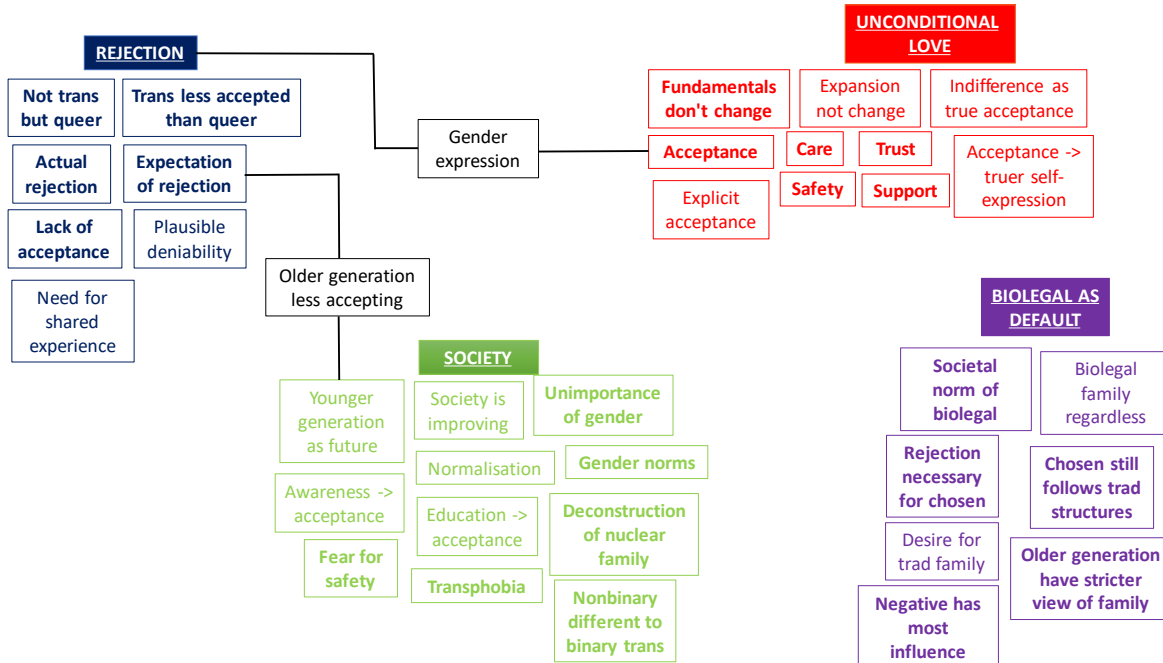 REJECTION
Not trans
but queer
Trans less accepted
than queer
Actual
rejection
Expectation
of rejection
Lack of
acceptance
Plausible
deniability
Need for
shared
experience
Gender
expression
Older generation
less accepting
UNCONDITIONAL
LOVE
Fundamentals
don't change
Expansion
not change
Indifference as
true acceptance
Acceptance
Care
Trust
Acceptance ->
truer self-
expression
Explicit
acceptance
Safety
Support
SOCIETY
Younger
generation
as future
Society is
improving
Unimportance
of gender
Normalisation
Gender norms
Awareness ->
acceptance
Education ->
acceptance
Deconstruction
of nuclear
family
Fear for
safety
Transphobia
Nonbinary
different to
binary trans
BIOLEGAL AS
DEFAULT
Societal
norm of
biolegal
Biolegal
family
regardless
Rejection
necessary
for chosen
Chosen still
follows trad
structures
Desire for
trad family
Older generation
have stricter
view of family
Negative has
most
influence